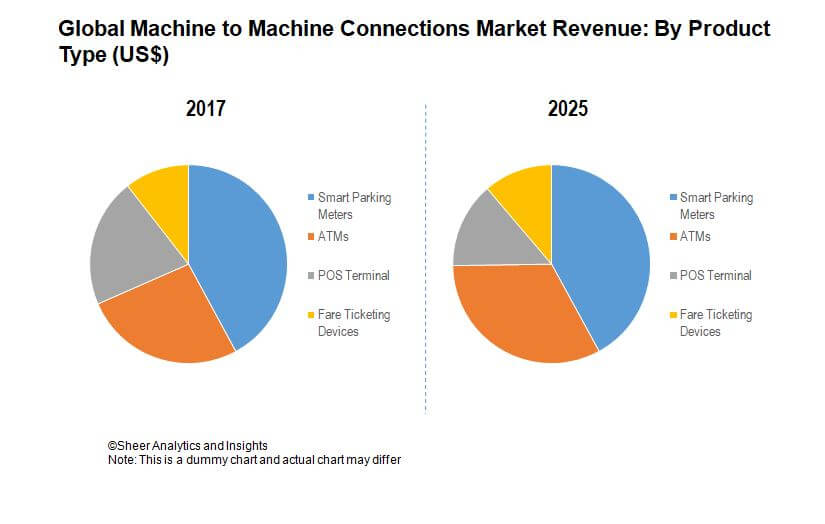 Global Machine to Machine Connections Market Revenue: By Product
Type (US$)
2017
2025
Smart Parking
Meters
ATMs
POS Terminal
Fare Ticketing
Devices
Smart Parking
Meters
ATMs
POS Terminal
Fare Ticketing
Devices
©Sheer Analytics and Insights
Note: This is a dummy chart and actual chart may differ